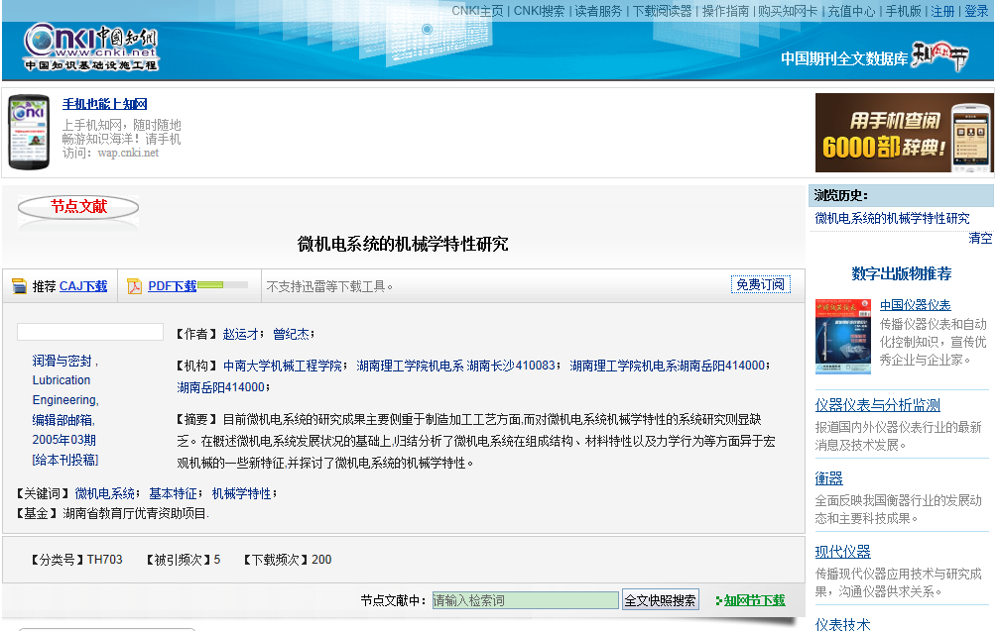 CNKI主页 | CNKI搜索 | 读者服务 | 下载阅读器 | 操作指南 | 购买知网卡 | 充值中心 | 手机版 | 注册 | 登录
cnki中国知网
www.cnki.net
中国知识基础设施工程
中国期刊全文数据库
手机也能上知网
上手机知网，随时随地
畅游知识海洋！请手机
访问：wap.cnki.net
用手机查阅
6000部辞典!
节点文献
微机电系统的机械学特性研究
推荐 CAJ下载
PDF下载
不支持迅雷等下载工具。
免费订阅
润滑与密封,
Lubrication
Engineering,
编辑部邮箱,
2005年03期
[给本刊投稿]
【作者】 赵运才； 曾纪杰；
【机构】 中南大学机械工程学院； 湖南理工学院机电系 湖南长沙410083； 湖南理工学院机电系湖南岳阳414000；
湖南岳阳414000；
【摘要】 目前微机电系统的研究成果主要侧重于制造加工工艺方面,而对微机电系统机械学特性的系统研究则显缺
乏。在概述微机电系统发展状况的基础上,归结分析了微机电系统在组成结构、材料特性以及力学行为等方面异于宏
观机械的一些新特征,并探讨了微机电系统的机械学特性。
【关键词】 微机电系统； 基本特征； 机械学特性；
【基金】 湖南省教育厅优青资助项目.
【分类号】TH703 【被引频次】5 【下载频次】200
节点文献中： 请输入检索词 全文快照搜索 知网节下载
浏览历史：
微机电系统的机械学特性研究
清空
数字出版物推荐
中国仪器仪表
传播仪器仪表和自动
化控制知识，宣传优
秀企业与企业家。
仪器仪表与分析监测
报道国内外仪器仪表行业的最新
消息及技术发展。
衡器
全面反映我国衡器行业的发展动
态和主要科技成果。
现代仪器
传播现代仪器应用技术与研究成
果，沟通仪器供求关系。
仪表技术